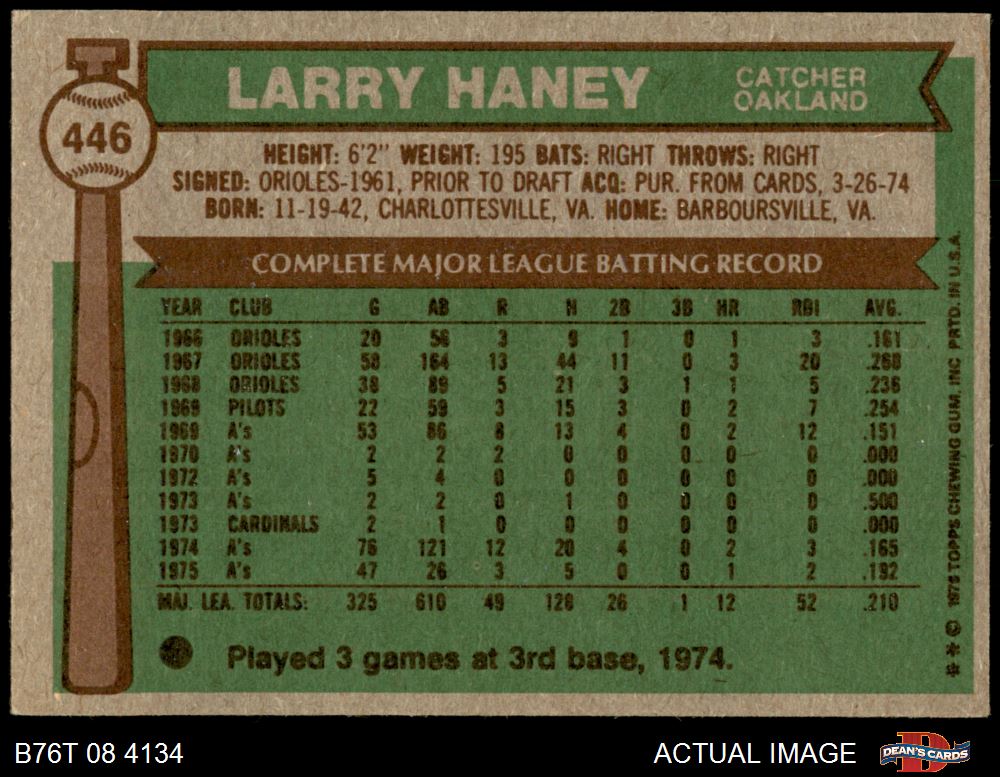 LARRY HANEY
CATCHER
OAKLAND
446
HEIGHT: 6'2" WEIGHT: 195 BATS: RIGHT THROWS: RIGHT
SIGNED: ORIOLES-1961, PRIOR TO DRAFT ACQ: PUR. FROM CARDS, 3-26-74
BORN: 11-19-42, CHARLOTTESVILLE, VA. HOME: BARBOURSVILLE, VA.
COMPLETE MAJOR LEAGUE BATTING RECORD
YEAR CLUB G AB R H 2B 3B HR RBI AVG.
1966 ORIOLES 20 56 3 9 1 0 1 3 .161
1967 ORIOLES 58 164 13 44 11 0 3 20 .268
1968 ORIOLES 38 89 5 21 3 1 1 5 .236
1969 PILOTS 22 59 3 15 3 0 2 7 .254
1969 A's 53 86 8 13 4 0 2 12 .151
1970 A's 2 2 2 0 0 0 0 0 .000
1972 A's 5 4 0 0 0 0 0 0 .000
1973 A's 2 2 0 1 0 0 0 0 .500
1973 CARDINALS 2 1 0 0 0 0 0 0 .000
1974 A's 76 121 12 20 4 0 2 3 .165
1975 A's 47 26 3 5 0 0 1 2 .192
MAJ. LEA. TOTALS: 325 610 49 128 26 1 12 52 .210
Played 3 games at 3rd base, 1974.
** © 1976 TOPPS CHEWING GUM, INC PRTD. IN U.S.A.
B76T 08 4134
ACTUAL IMAGE
D
DEAN'S CARDS